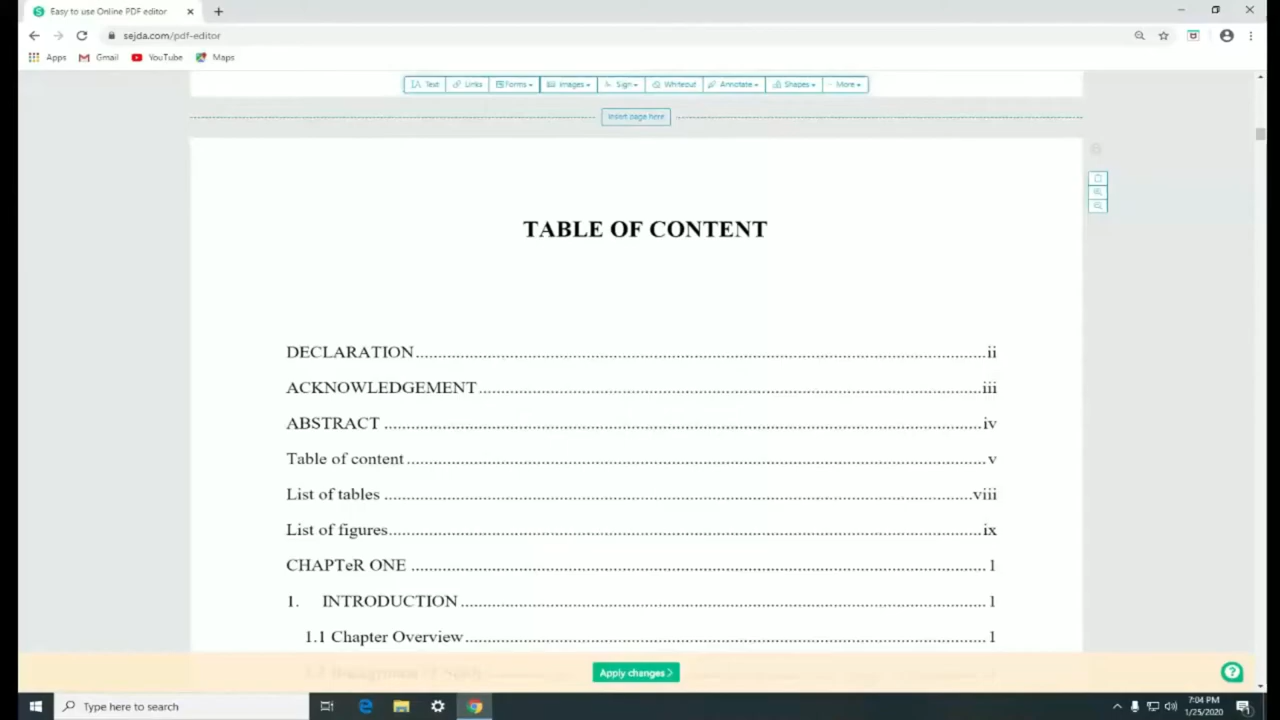 Easy to use Online PDF editor
sejda.com/pdf-editor
Apps Gmail YouTube Maps
Text Links Forms Images Sign Whiteout Annotate Shapes More
Insert page here
6
TABLE OF CONTENT
DECLARATION ii
ACKNOWLEDGEMENT iii
ABSTRACT iv
Table of content v
List of tables viii
List of figures ix
CHAPTeR ONE 1
1. INTRODUCTION 1
1.1 Chapter Overview 1
Apply changes
Type here to search
7:04 PM
1/25/2020